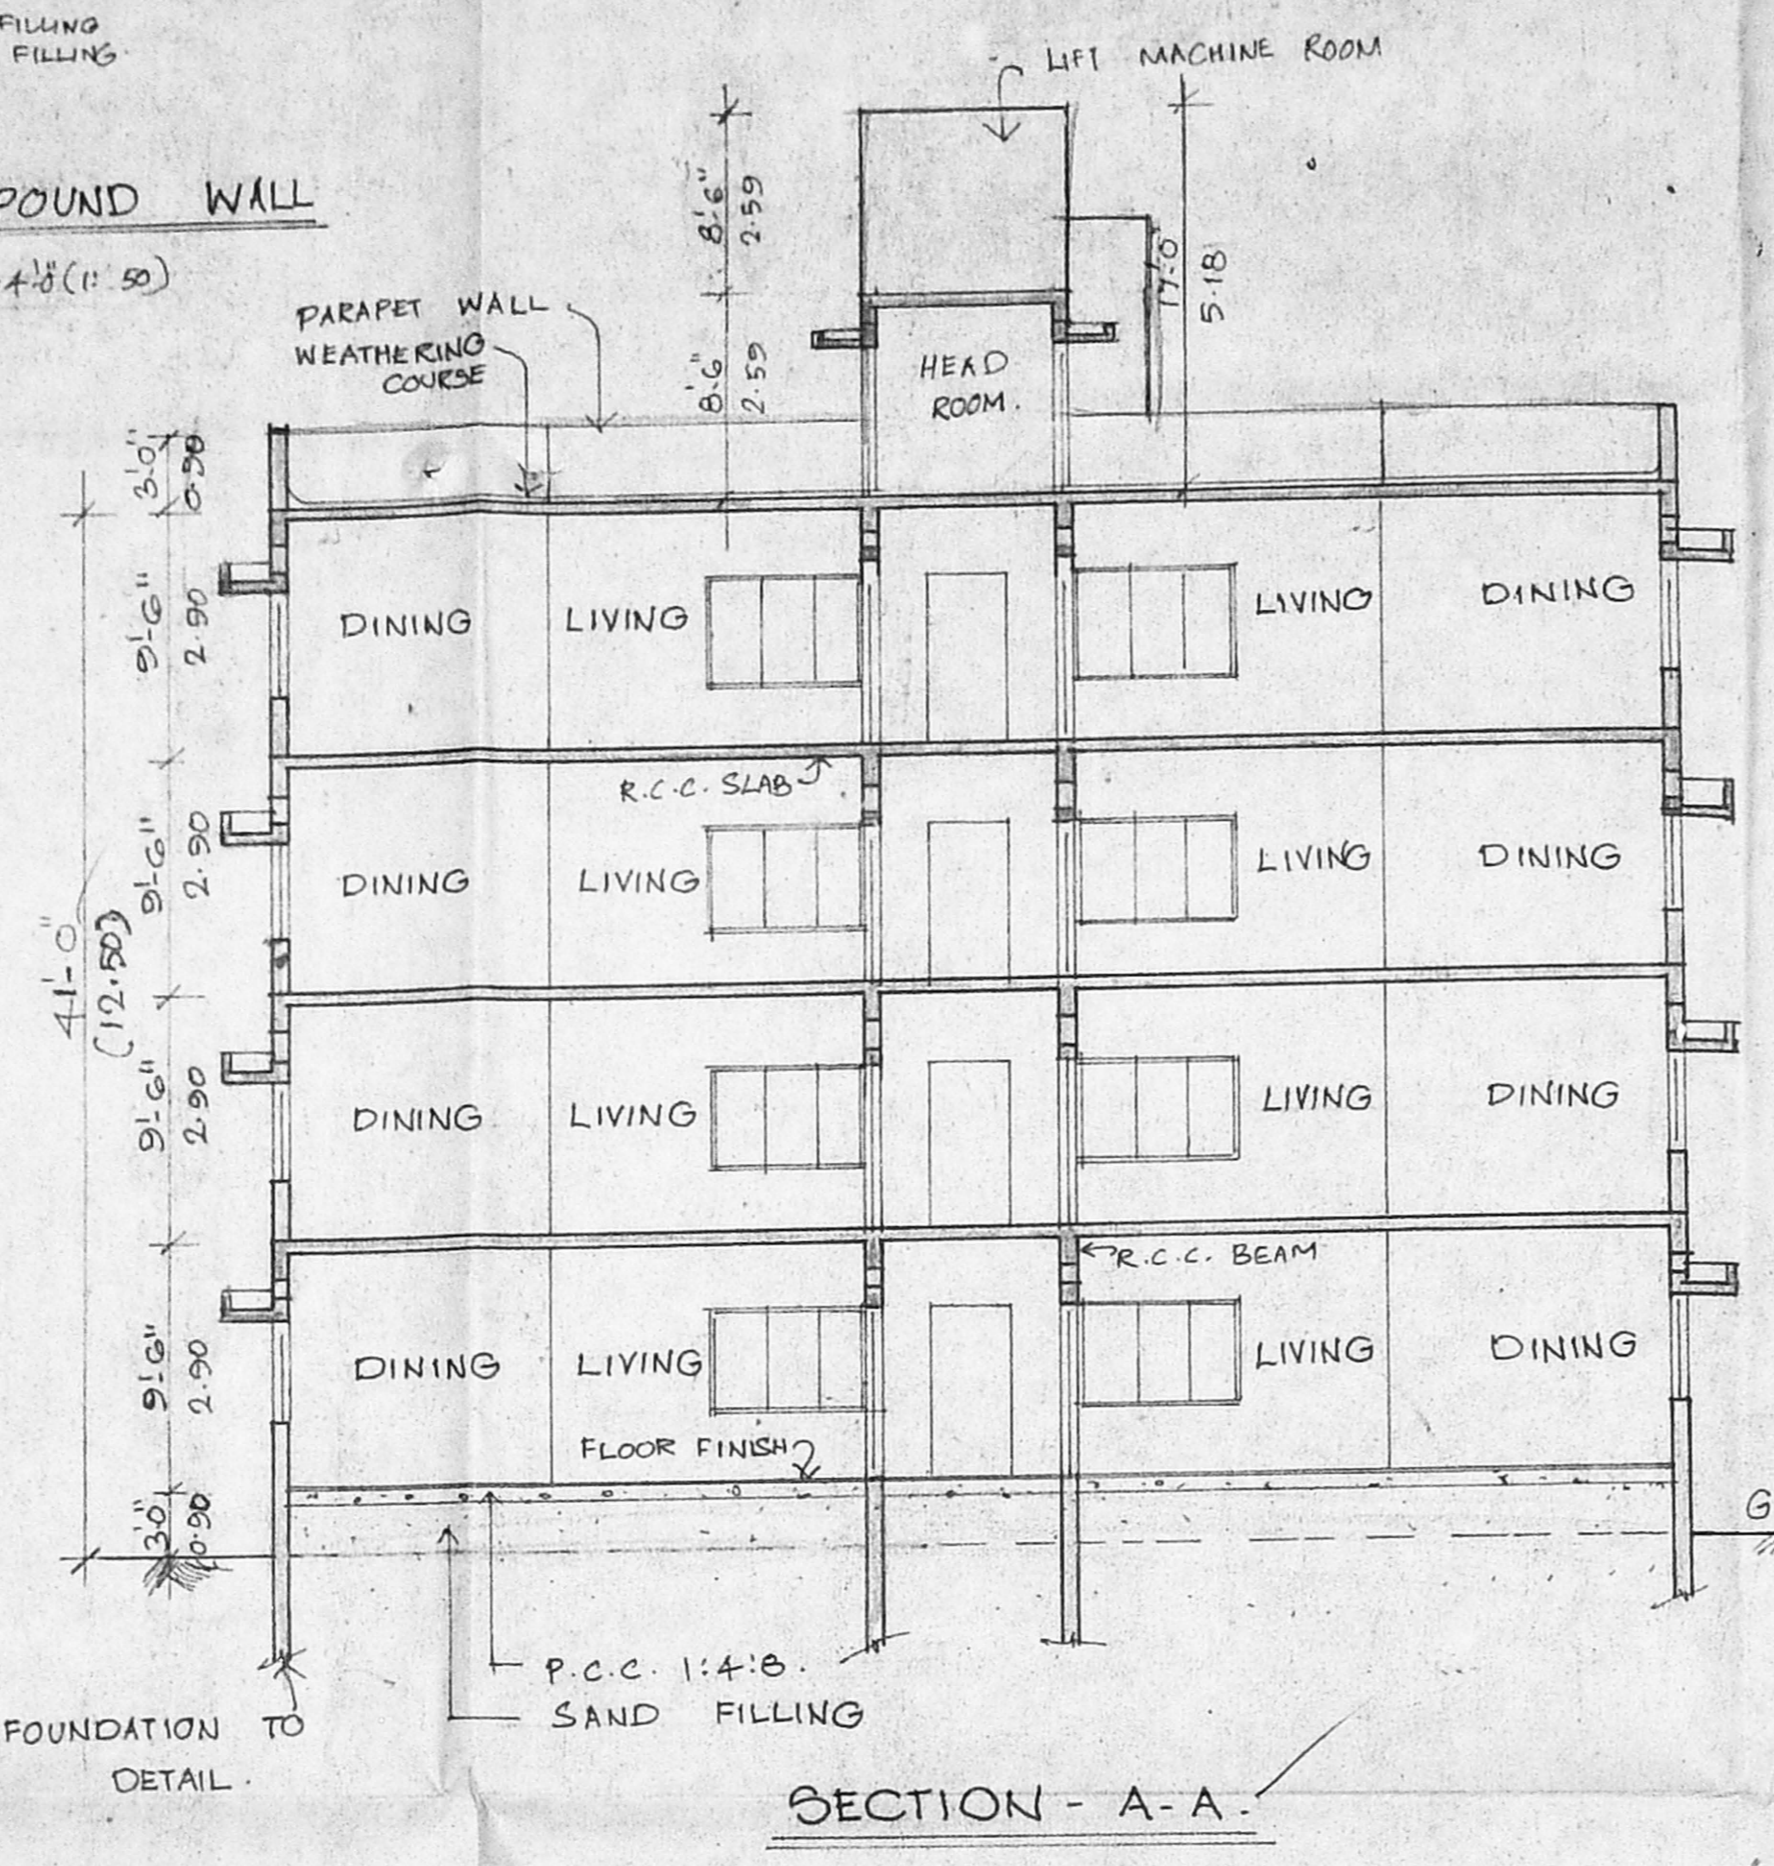 FILLING
FILLING.
LIFT MACHINE ROOM
WALL
4'-0" (1: 50)
8'-6"
2.59
17'-0"
5.18
PARAPET WALL
WEATHERING
COURSE
8'-6"
2.59
HEAD
ROOM.
3'-0"
0.90
9'-6"
2.90
DINING
LIVING
LIVING
DINING
R.C.C. SLAB
9'-6"
2.90
DINING
LIVING
LIVING
DINING
41'-0"
(12.50)
9'-6"
2.90
DINING
LIVING
LIVING
DINING
R.C.C. BEAM
9'-6"
2.90
DINING
LIVING
LIVING
DINING
FLOOR FINISH
3'-0"
0.90
G
P.C.C. 1:4:8.
SAND FILLING
FOUNDATION TO
DETAIL.
SECTION - A-A.